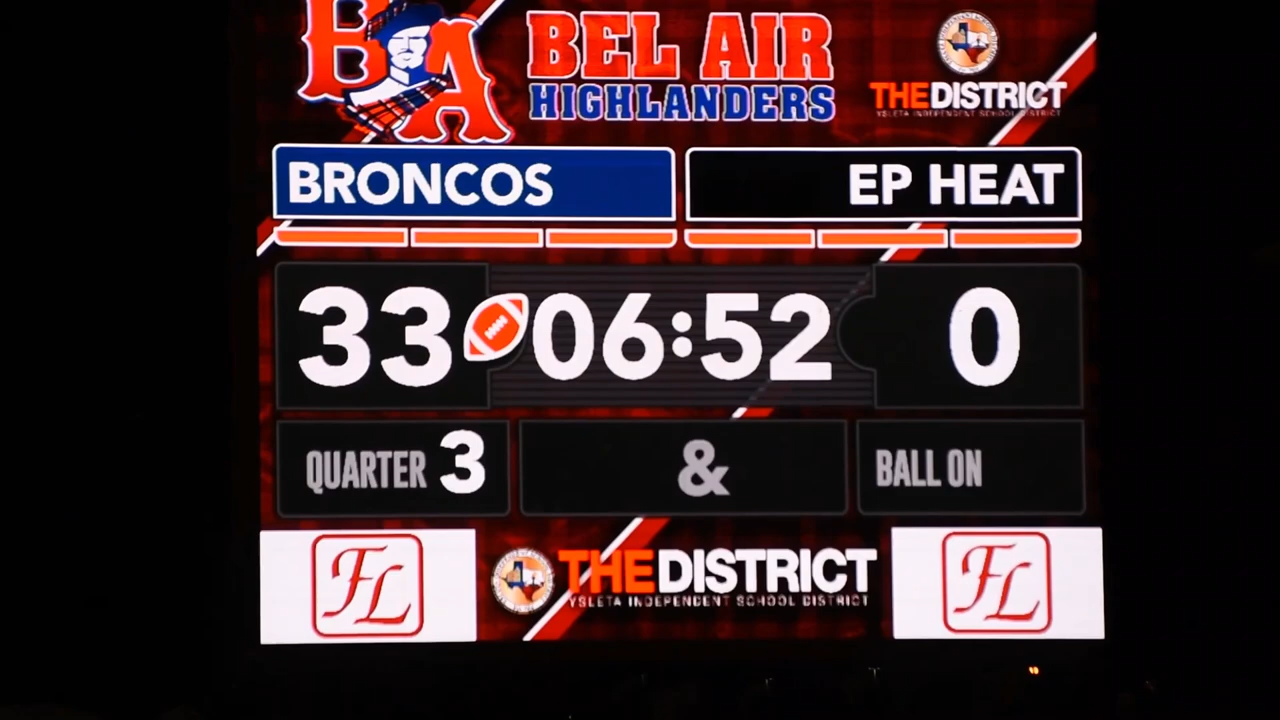 BA
BEL AIR
HIGHLANDERS
THE DISTRICT
YSLETA INDEPENDENT SCHOOL DISTRICT
BRONCOS
EP HEAT
33
06:52
0
QUARTER 3
&
BALL ON
FL
THE DISTRICT
YSLETA INDEPENDENT SCHOOL DISTRICT
FL